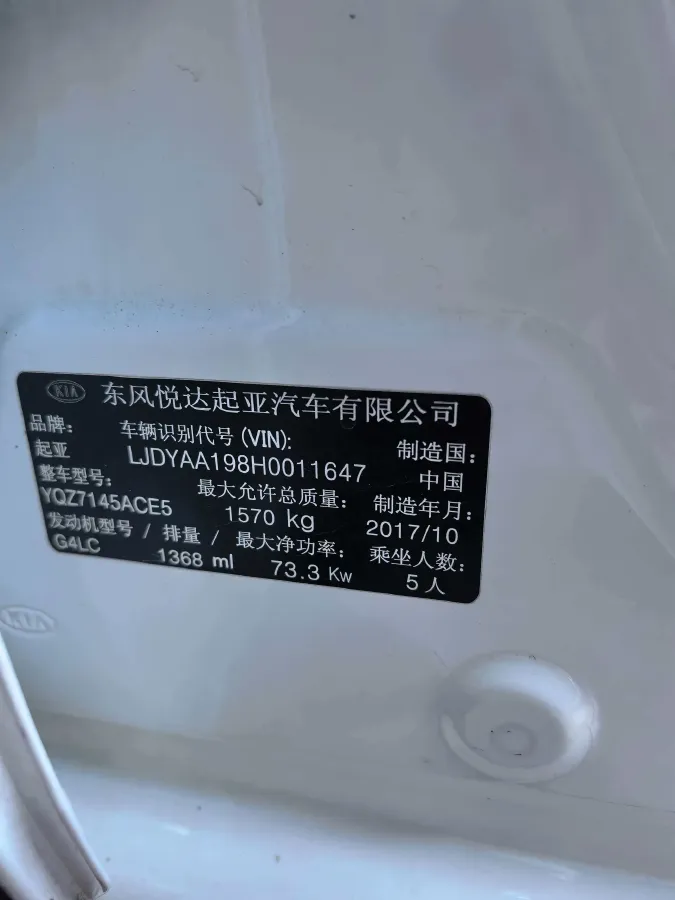 KIA 东风悦达起亚汽车有限公司
品牌: 车辆识别代号 (VIN): 制造国:
起亚 LJDYAA198H0011647 中国
整车型号: 最大允许总质量: 制造年月:
YQZ7145ACE5 1570 kg 2017/10
发动机型号 / 排量 / 最大净功率: 乘坐人数:
G4LC 1368 ml 73.3 Kw 5人
KIA